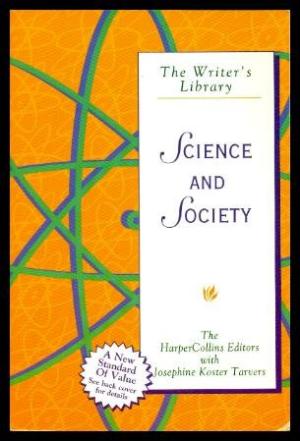 The Writer's
Library
SCIENCE
AND
SOCIETY
The
HarperCollins Editors
with
Josephine Koster Tarvers
A New
Standard
Of Value
See back cover
for details